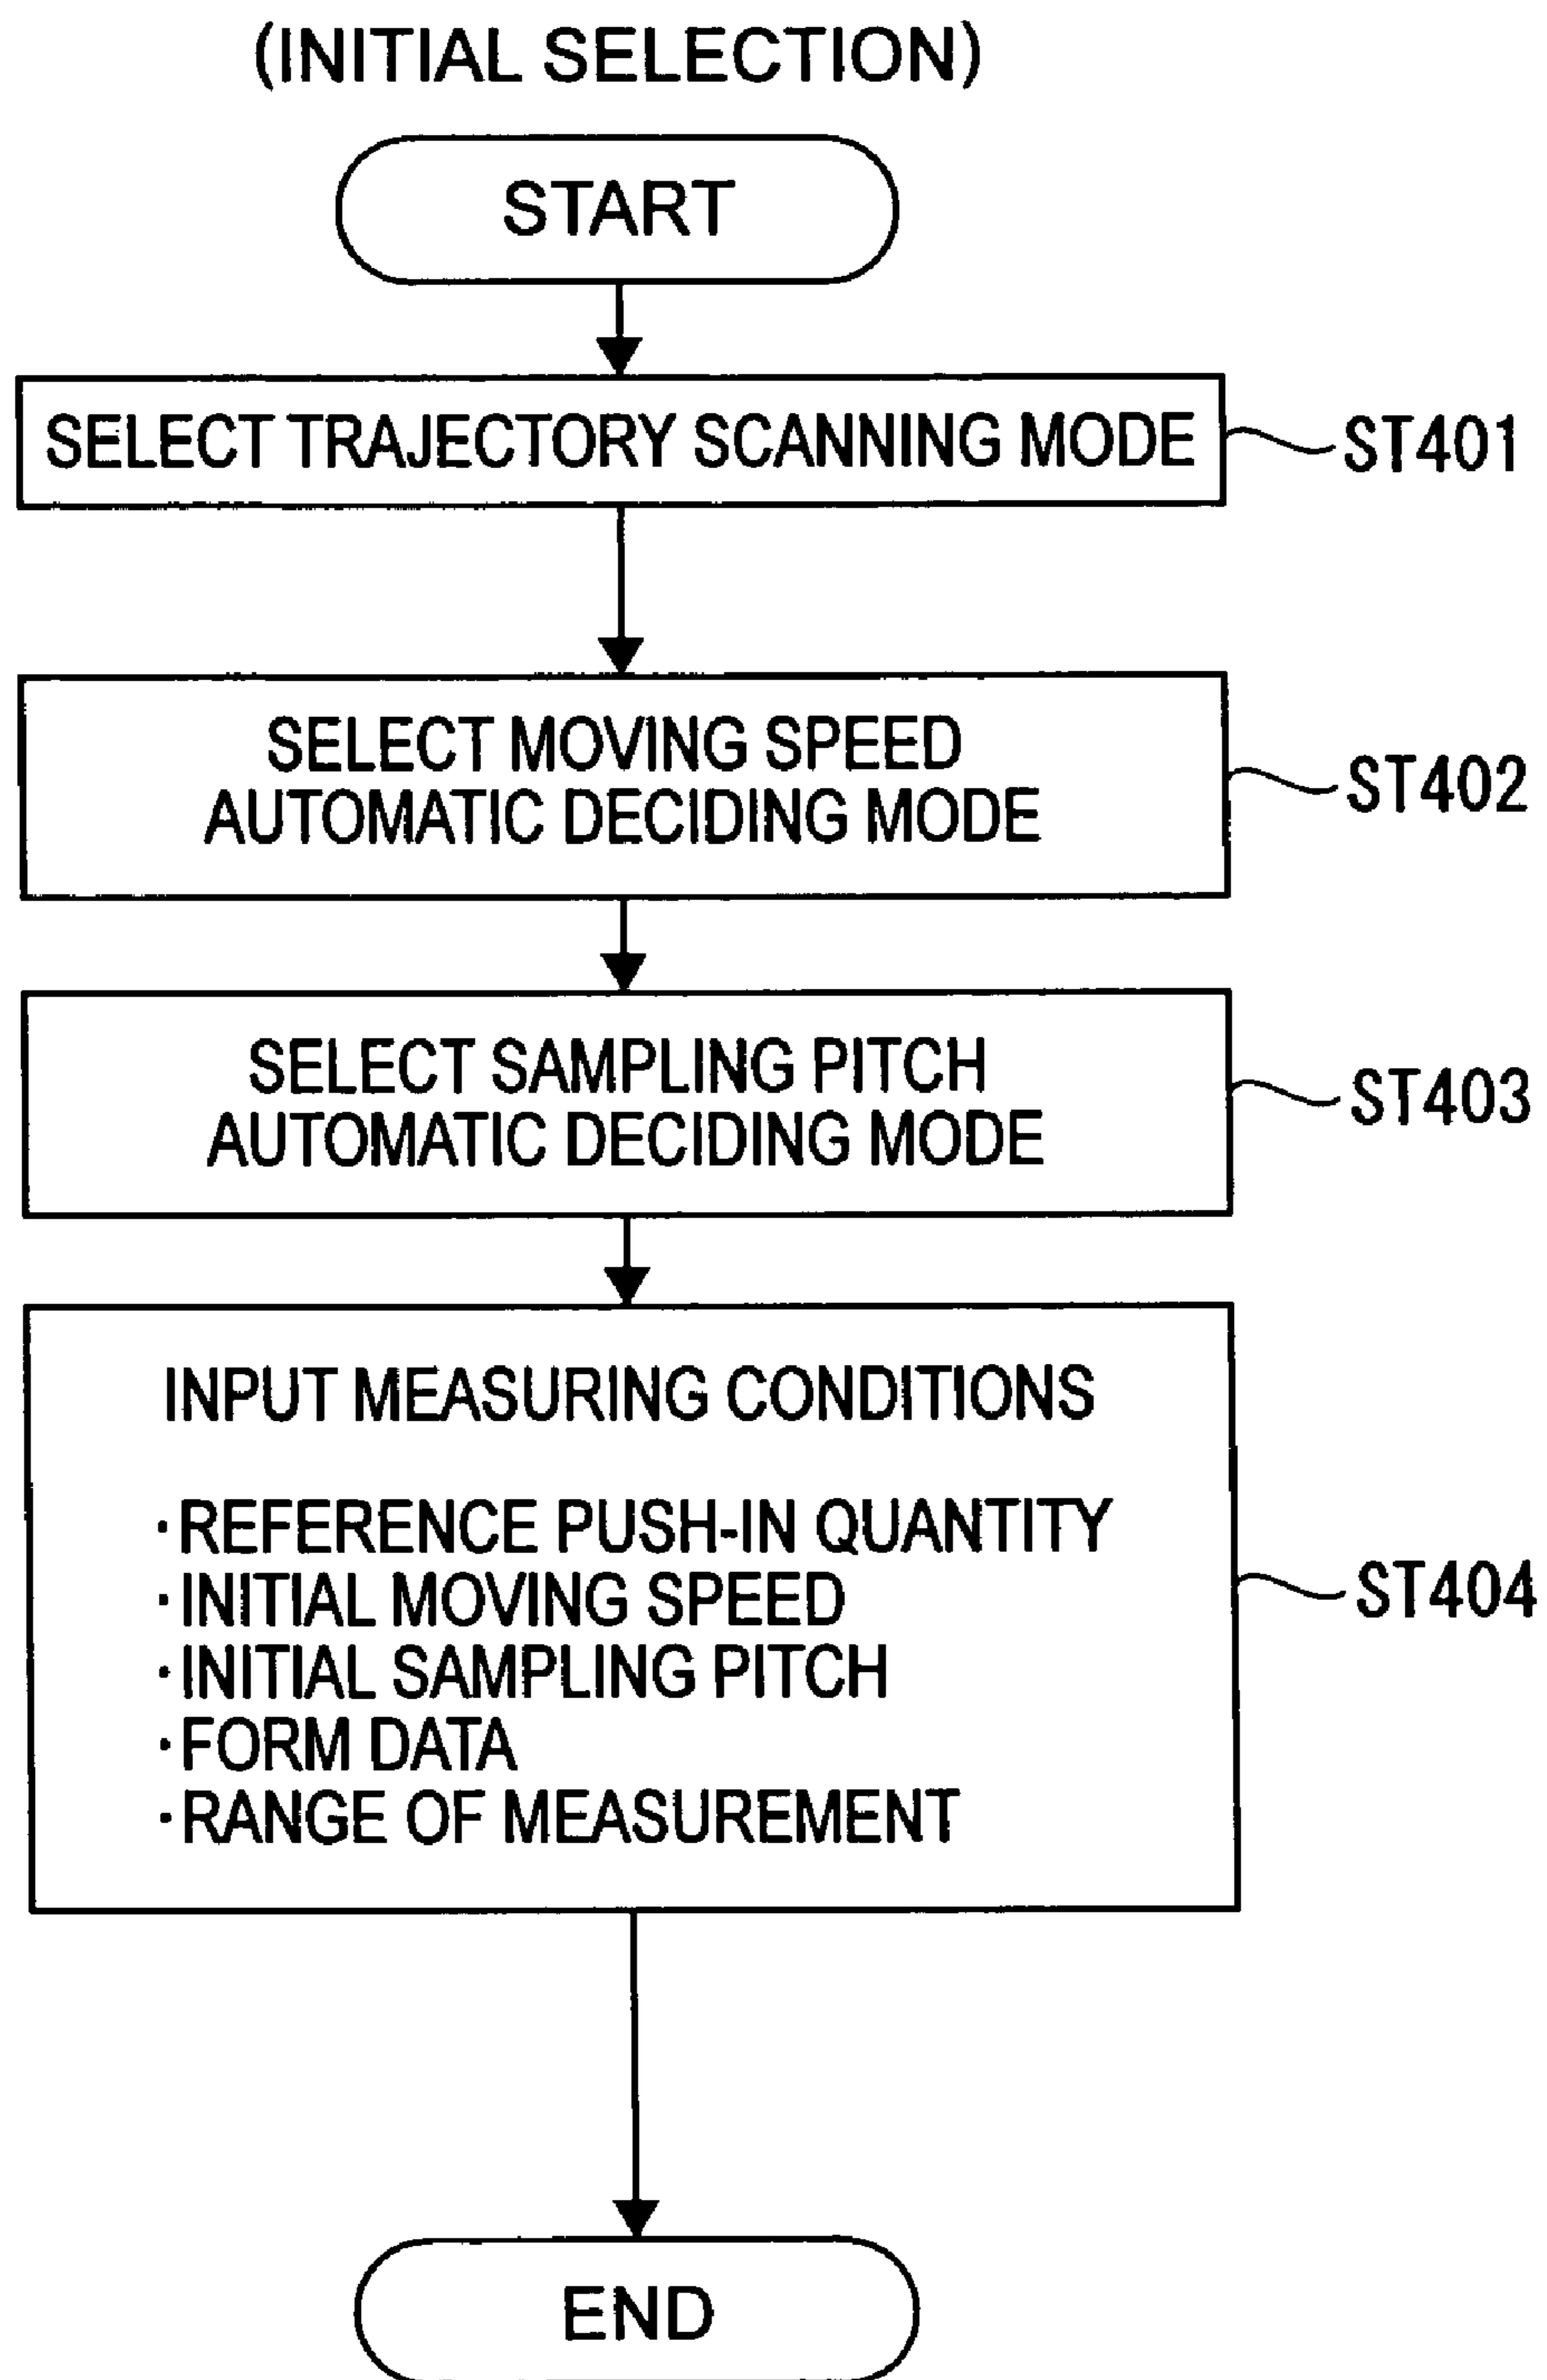 (INITIAL SELECTION)
START
SELECT TRAJECTORY SCANNING MODE
ST401
SELECT MOVING SPEED
AUTOMATIC DECIDING MODE
ST402
SELECT SAMPLING PITCH
AUTOMATIC DECIDING MODE
ST403
INPUT MEASURING CONDITIONS
·REFERENCE PUSH-IN QUANTITY
·INITIAL MOVING SPEED
·INITIAL SAMPLING PITCH
·FORM DATA
·RANGE OF MEASUREMENT
ST404
END